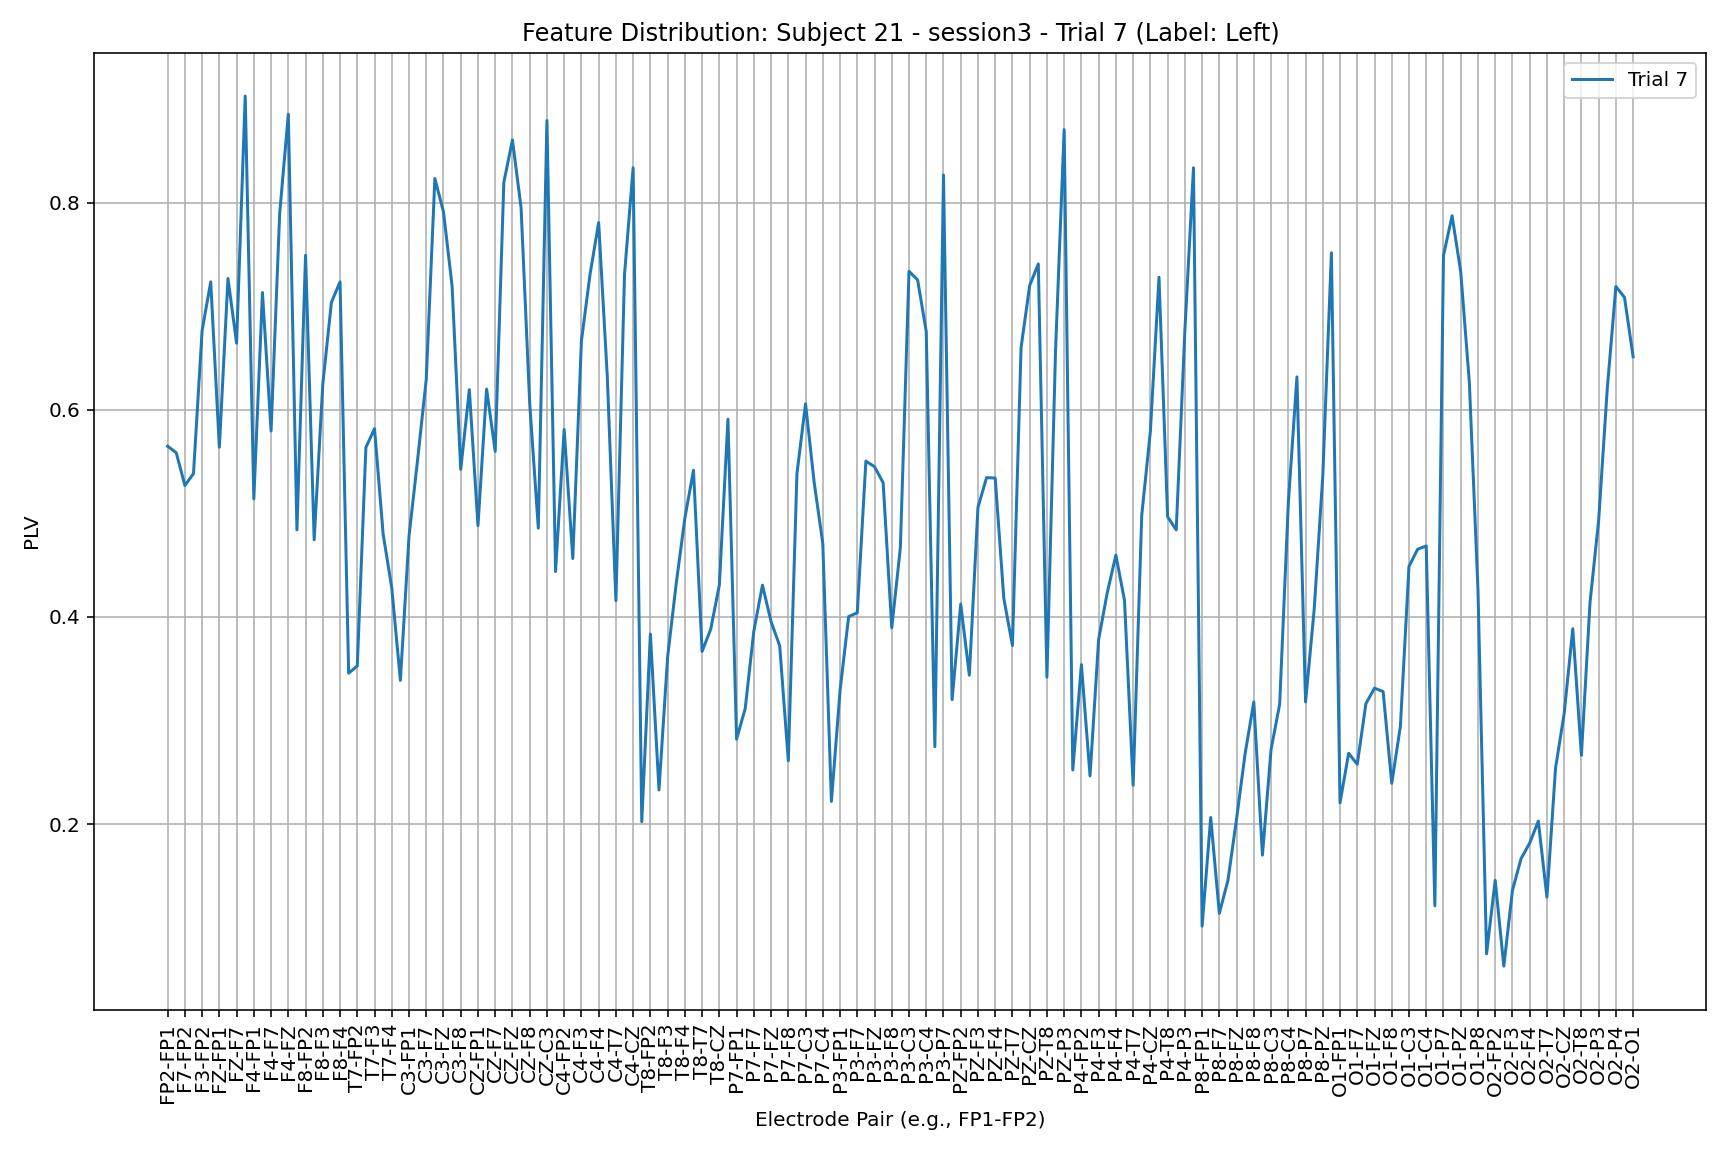 Feature Distribution: Subject 21 - session3 - Trial 7 (Label: Left)
Trial 7
PLV
0.8
0.6
0.4
0.2
FP2-FP1
F7-FP2
F3-FP2
FZ-FP1
FZ-F7
F4-FP1
F4-F7
F4-FZ
F8-FP2
F8-F3
F8-F4
T7-FP2
T7-F3
T7-F4
C3-FP1
C3-F7
C3-FZ
C3-F8
CZ-FP1
CZ-F7
CZ-FZ
CZ-F8
CZ-C3
C4-FP2
C4-F3
C4-F4
C4-T7
C4-CZ
T8-FP2
T8-F3
T8-F4
T8-T7
T8-CZ
P7-FP1
P7-F7
P7-FZ
P7-F8
P7-C3
P7-C4
P3-FP1
P3-F7
P3-FZ
P3-F8
P3-C3
P3-C4
P3-P7
PZ-FP2
PZ-F3
PZ-F4
PZ-T7
PZ-CZ
PZ-T8
PZ-P3
P4-FP2
P4-F3
P4-F4
P4-T7
P4-CZ
P4-T8
P4-P3
P8-FP1
P8-F7
P8-FZ
P8-F8
P8-C3
P8-C4
P8-P7
P8-PZ
O1-FP1
O1-F7
O1-FZ
O1-F8
O1-C3
O1-C4
O1-P7
O1-PZ
O1-P8
O2-FP2
O2-F3
O2-F4
O2-T7
O2-CZ
O2-T8
O2-P3
O2-P4
O2-O1
Electrode Pair (e.g., FP1-FP2)